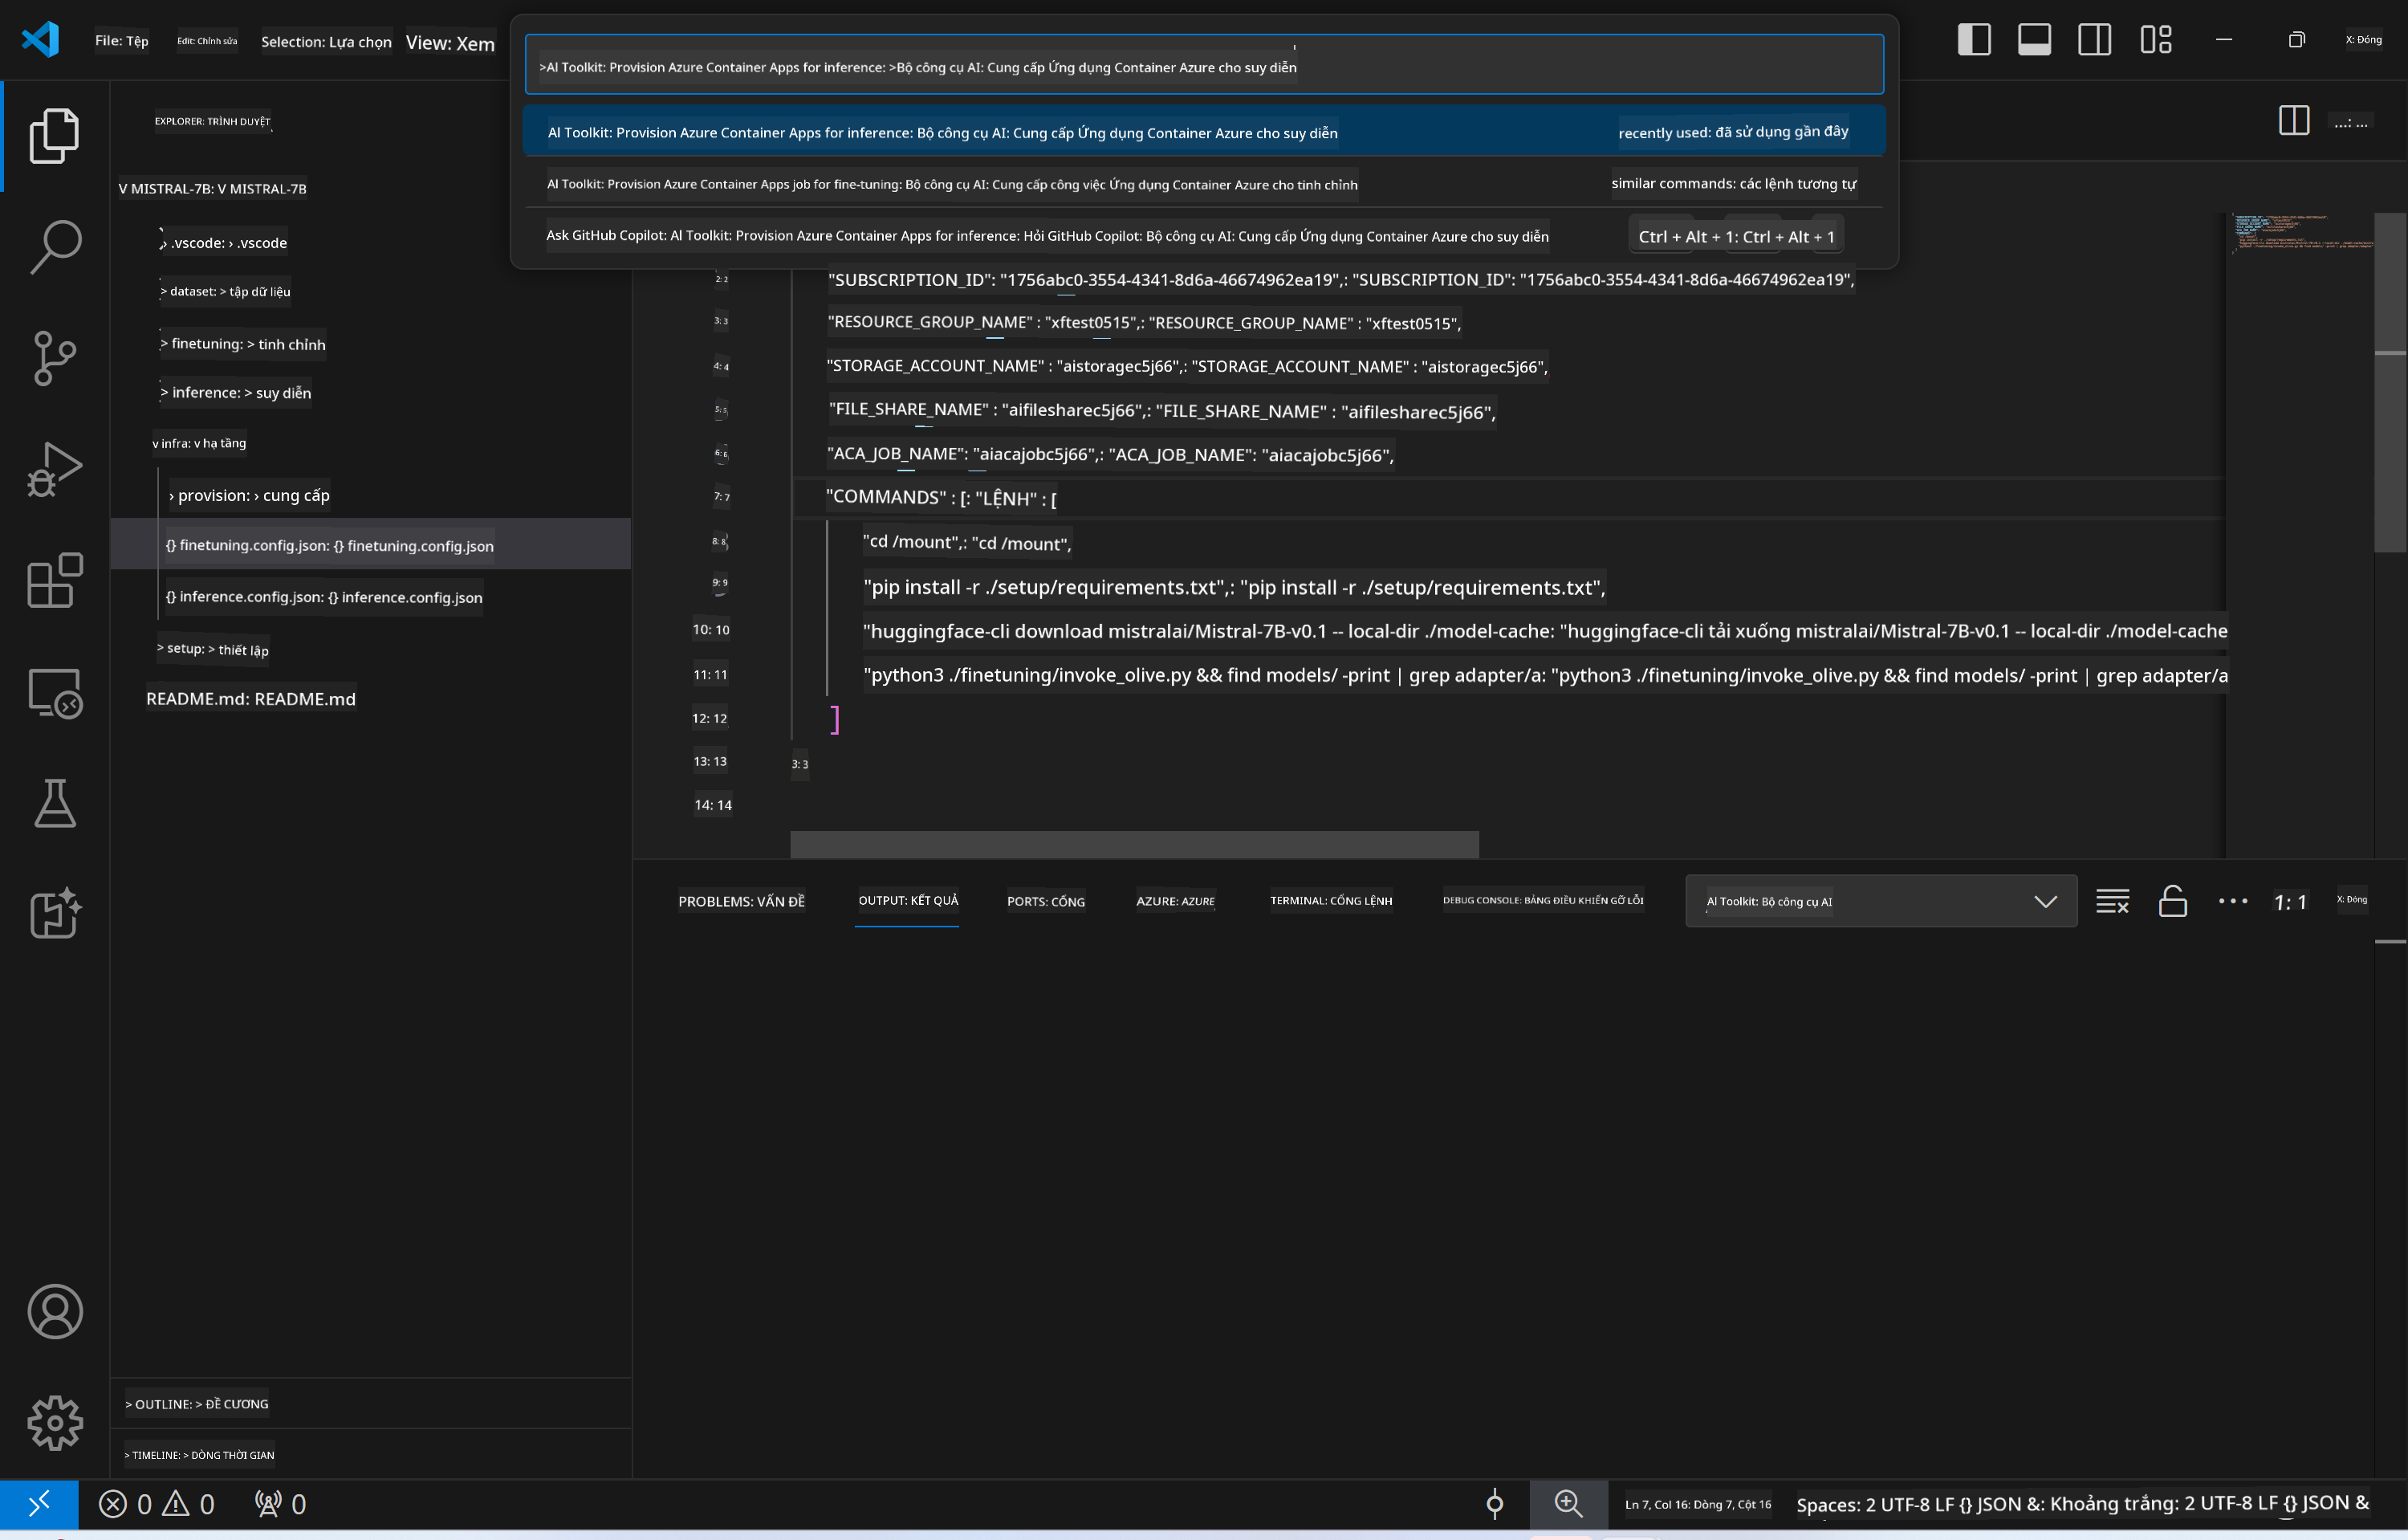 File: Tệp
Edit: Chỉnh sửa
Selection: Lựa chọn
View: Xem
X: Đóng
>Al Toolkit: Provision Azure Container Apps for inference: >Bộ công cụ AI: Cung cấp Ứng dụng Container Azure cho suy diễn
Al Toolkit: Provision Azure Container Apps for inference: Bộ công cụ AI: Cung cấp Ứng dụng Container Azure cho suy diễn
recently used: đã sử dụng gần đây
Al Toolkit: Provision Azure Container Apps job for fine-tuning: Bộ công cụ AI: Cung cấp công việc Ứng dụng Container Azure cho tinh chỉnh
similar commands: các lệnh tương tự
Ask GitHub Copilot: Al Toolkit: Provision Azure Container Apps for inference: Hỏi GitHub Copilot: Bộ công cụ AI: Cung cấp Ứng dụng Container Azure cho suy diễn
Ctrl + Alt + 1: Ctrl + Alt + 1
...: ...
EXPLORER: TRÌNH DUYỆT
V MISTRAL-7B: V MISTRAL-7B
› .vscode: › .vscode
> dataset: > tập dữ liệu
> finetuning: > tinh chỉnh
> inference: > suy diễn
v infra: v hạ tầng
› provision: › cung cấp
{} finetuning.config.json: {} finetuning.config.json
{} inference.config.json: {} inference.config.json
> setup: > thiết lập
README.md: README.md
> OUTLINE: > ĐỀ CƯƠNG
> TIMELINE: > DÒNG THỜI GIAN
2: 2 "SUBSCRIPTION_ID": "1756abc0-3554-4341-8d6a-46674962ea19",: "SUBSCRIPTION_ID": "1756abc0-3554-4341-8d6a-46674962ea19",
3: 3 "RESOURCE_GROUP_NAME" : "xftest0515",: "RESOURCE_GROUP_NAME" : "xftest0515",
4: 4 "STORAGE_ACCOUNT_NAME" : "aistoragec5j66",: "STORAGE_ACCOUNT_NAME" : "aistoragec5j66",
5: 5 "FILE_SHARE_NAME" : "aifilesharec5j66",: "FILE_SHARE_NAME" : "aifilesharec5j66",
6: 6 "ACA_JOB_NAME": "aiacajobc5j66",: "ACA_JOB_NAME": "aiacajobc5j66",
7: 7 "COMMANDS" : [: "LỆNH" : [
8: 8 "cd /mount",: "cd /mount",
9: 9 "pip install -r ./setup/requirements.txt",: "pip install -r ./setup/requirements.txt",
10: 10 "huggingface-cli download mistralai/Mistral-7B-v0.1 -- local-dir ./model-cache: "huggingface-cli tải xuống mistralai/Mistral-7B-v0.1 -- local-dir ./model-cache
11: 11 "python3 ./finetuning/invoke_olive.py && find models/ -print | grep adapter/a: "python3 ./finetuning/invoke_olive.py && find models/ -print | grep adapter/a
12: 12 ]
13: 13 3: 3
14: 14
PROBLEMS: VẤN ĐỀ
OUTPUT: KẾT QUẢ
PORTS: CỔNG
AZURE: AZURE
TERMINAL: CỔNG LỆNH
DEBUG CONSOLE: BẢNG ĐIỀU KHIỂN GỠ LỖI
Al Toolkit: Bộ công cụ AI
1: 1
X: Đóng
0 0 0
Ln 7, Col 16: Dòng 7, Cột 16
Spaces: 2 UTF-8 LF {} JSON &: Khoảng trắng: 2 UTF-8 LF {} JSON &